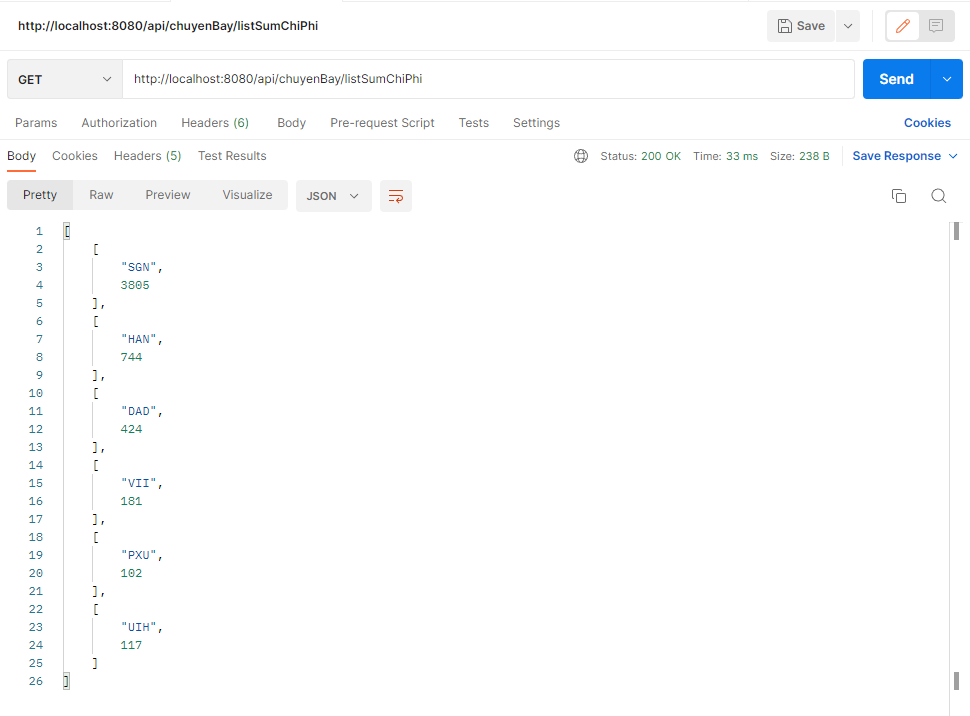 http://localhost:8080/api/chuyenBay/listSumChiPhi Save
GET http://localhost:8080/api/chuyenBay/listSumChiPhi Send
Params Authorization Headers (6) Body Pre-request Script Tests Settings Cookies
Body Cookies Headers (5) Test Results Status: 200 OK Time: 33 ms Size: 238 B Save Response
Pretty Raw Preview Visualize JSON
1 [
2 [
3 "SGN",
4 3805
5 ],
6 [
7 "HAN",
8 744
9 ],
10 [
11 "DAD",
12 424
13 ],
14 [
15 "VII",
16 181
17 ],
18 [
19 "PXU",
20 102
21 ],
22 [
23 "UIH",
24 117
25 ]
26 ]